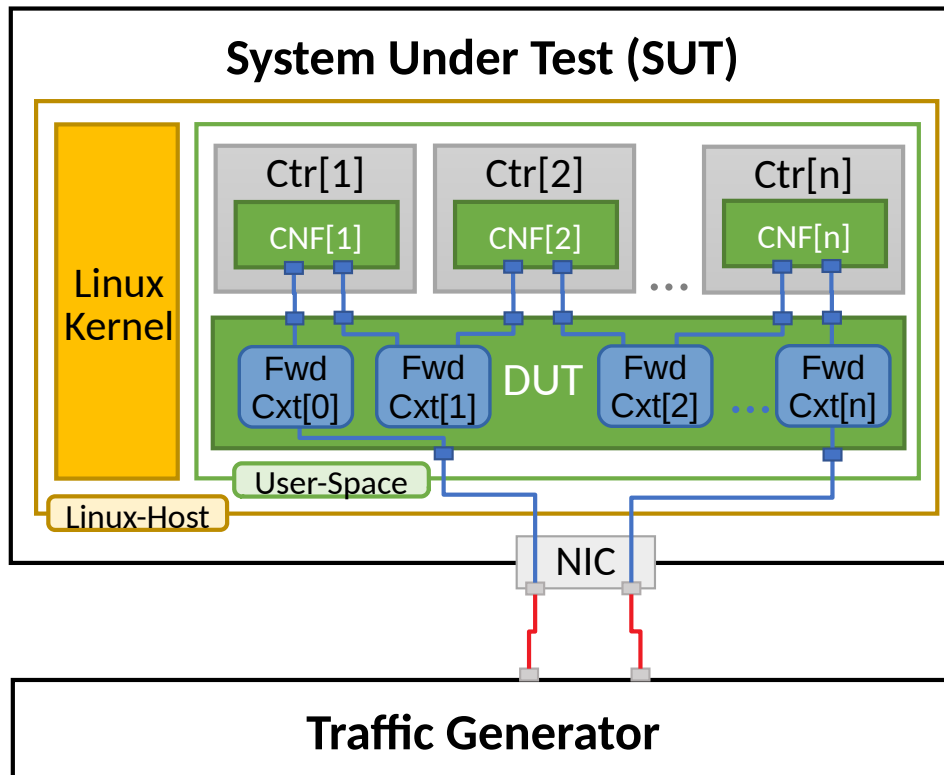 System Under Test (SUT)
Linux
Kernel
Ctr[1]
CNF[1]
Ctr[2]
CNF[2]
...
Ctr[n]
CNF[n]
Fwd
Cxt[0]
Fwd
Cxt[1]
DUT
Fwd
Cxt[2]
...
Fwd
Cxt[n]
User-Space
Linux-Host
NIC
Traffic Generator